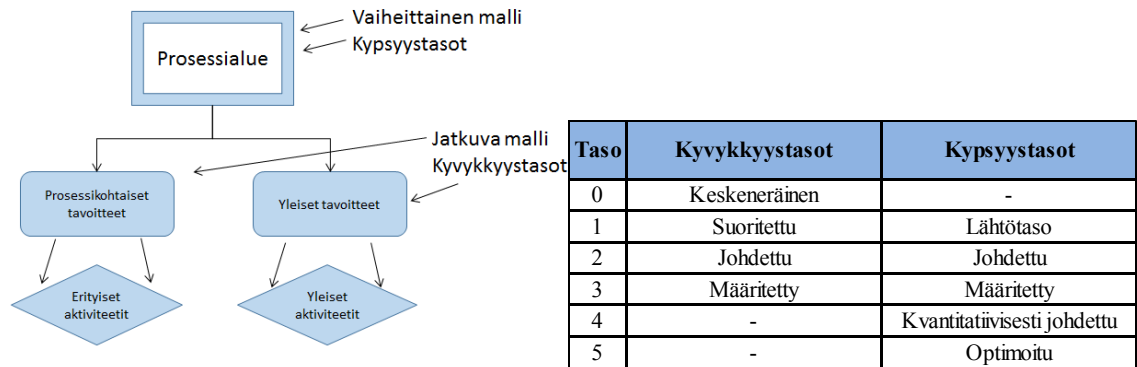 Vaiheittainen malli
Kypsyystasot
Prosessialue
Jatkuva malli
Kyvykkyystasot
Prosessikohtaiset
tavoitteet
Yleiset tavoitteet
Erityiset
aktiviteetit
Yleiset
aktiviteetit
Taso Kyvykkyystasot Kypsyystasot
0 Keskeneräinen -
1 Suoritettu Lähtötaso
2 Johdettu Johdettu
3 Määritetty Määritetty
4 - Kvantitatiivisesti johdettu
5 - Optimoitu